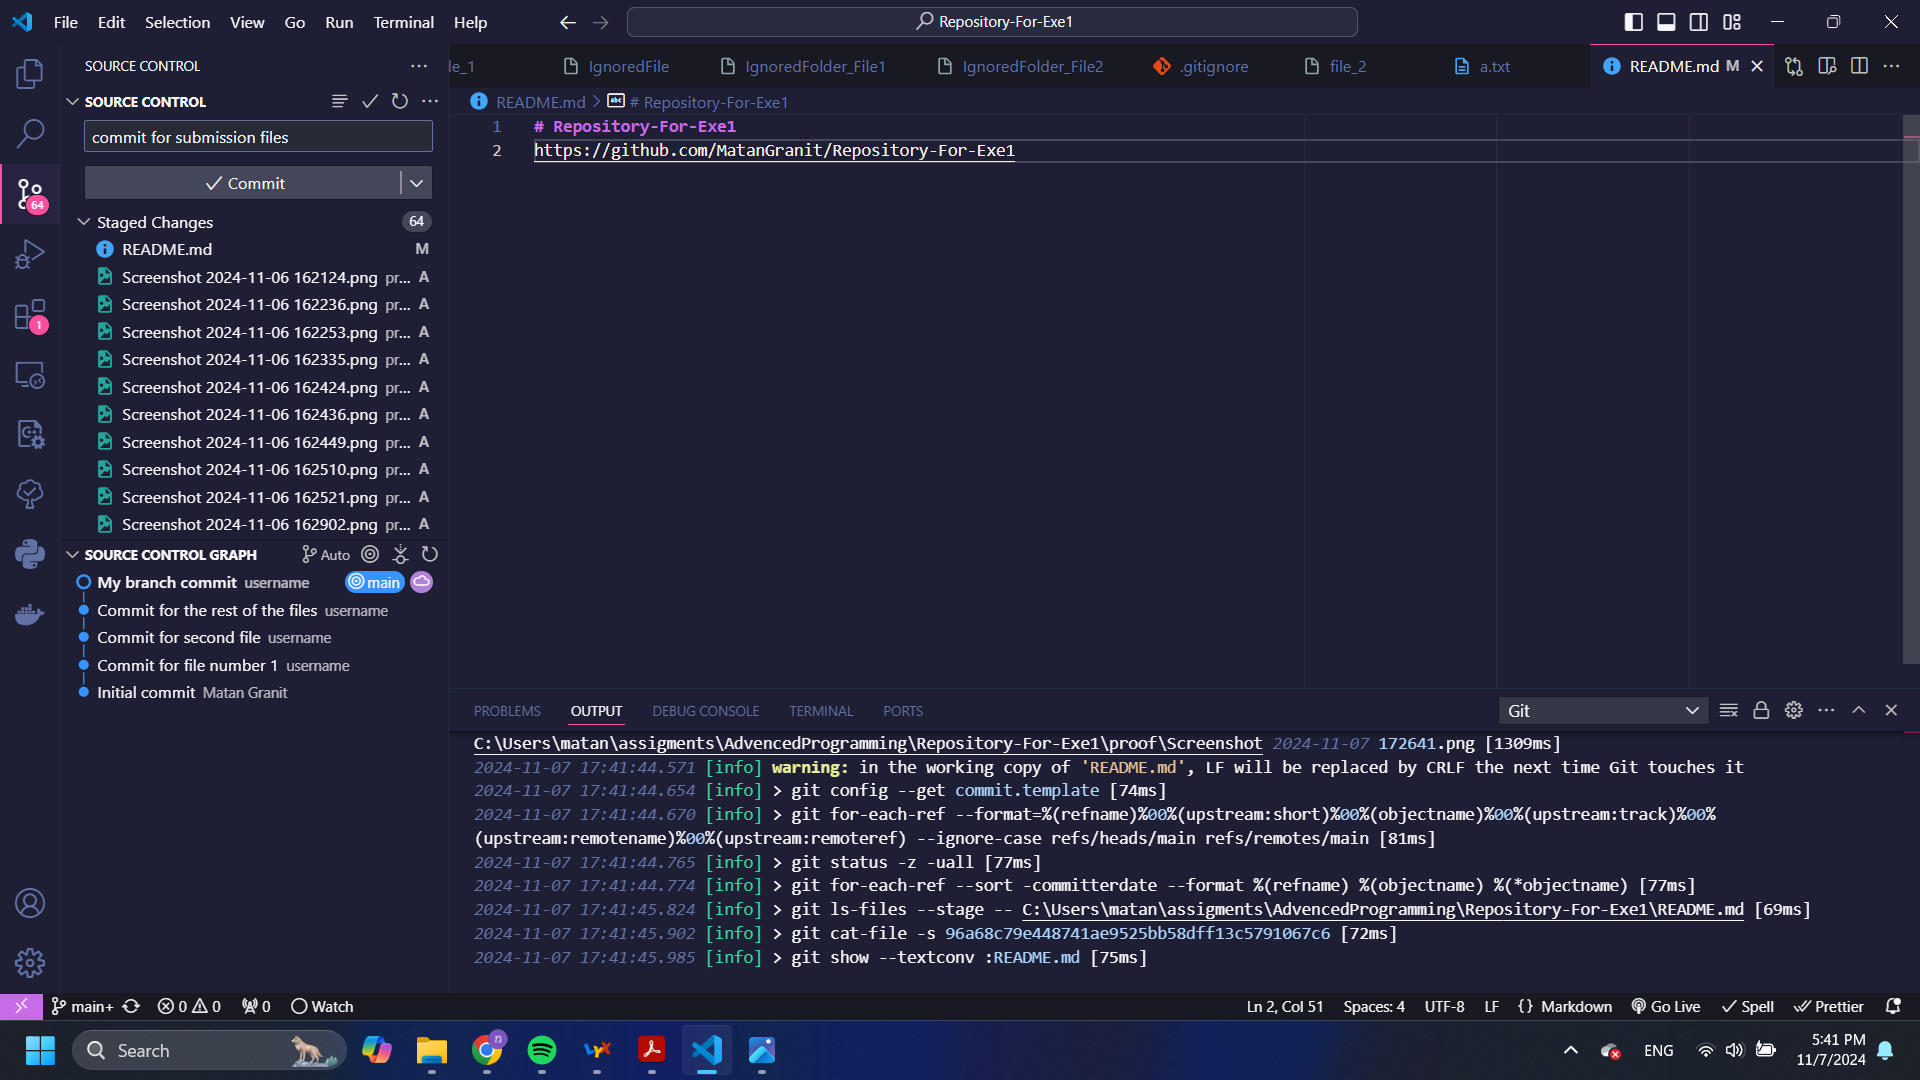 File Edit Selection View Go Run Terminal Help
Repository-For-Exe1
SOURCE CONTROL
SOURCE CONTROL
commit for submission files
Commit
Staged Changes 64
README.md M
Screenshot 2024-11-06 162124.png pr... A
Screenshot 2024-11-06 162236.png pr... A
Screenshot 2024-11-06 162253.png pr... A
Screenshot 2024-11-06 162335.png pr... A
Screenshot 2024-11-06 162424.png pr... A
Screenshot 2024-11-06 162436.png pr... A
Screenshot 2024-11-06 162449.png pr... A
Screenshot 2024-11-06 162510.png pr... A
Screenshot 2024-11-06 162521.png pr... A
Screenshot 2024-11-06 162902.png pr... A
SOURCE CONTROL GRAPH Auto
My branch commit username main
Commit for the rest of the files username
Commit for second file username
Commit for file number 1 username
Initial commit Matan Granit
64
1
le_1 IgnoredFile IgnoredFolder_File1 IgnoredFolder_File2 .gitignore file_2 a.txt README.md M
README.md > # Repository-For-Exe1
1 # Repository-For-Exe1
2 https://github.com/MatanGranit/Repository-For-Exe1
PROBLEMS OUTPUT DEBUG CONSOLE TERMINAL PORTS Git
C:\Users\matan\assigments\AdvencedProgramming\Repository-For-Exe1\proof\Screenshot 2024-11-07 172641.png [1309ms]
2024-11-07 17:41:44.571 [info] warning: in the working copy of 'README.md', LF will be replaced by CRLF the next time Git touches it
2024-11-07 17:41:44.654 [info] > git config --get commit.template [74ms]
2024-11-07 17:41:44.670 [info] > git for-each-ref --format=%(refname)%00%(upstream:short)%00%(objectname)%00%(upstream:track)%00%
(upstream:remotename)%00%(upstream:remoteref) --ignore-case refs/heads/main refs/remotes/main [81ms]
2024-11-07 17:41:44.765 [info] > git status -z -uall [77ms]
2024-11-07 17:41:44.774 [info] > git for-each-ref --sort -committerdate --format %(refname) %(objectname) %(*objectname) [77ms]
2024-11-07 17:41:45.824 [info] > git ls-files --stage -- C:\Users\matan\assigments\AdvencedProgramming\Repository-For-Exe1\README.md [69ms]
2024-11-07 17:41:45.902 [info] > git cat-file -s 96a68c79e448741ae9525bb58dff13c5791067c6 [72ms]
2024-11-07 17:41:45.985 [info] > git show --textconv :README.md [75ms]
main+ 0 0 0 Watch Ln 2, Col 51 Spaces: 4 UTF-8 LF {} Markdown Go Live Spell Prettier
Search ENG 5:41 PM
11/7/2024